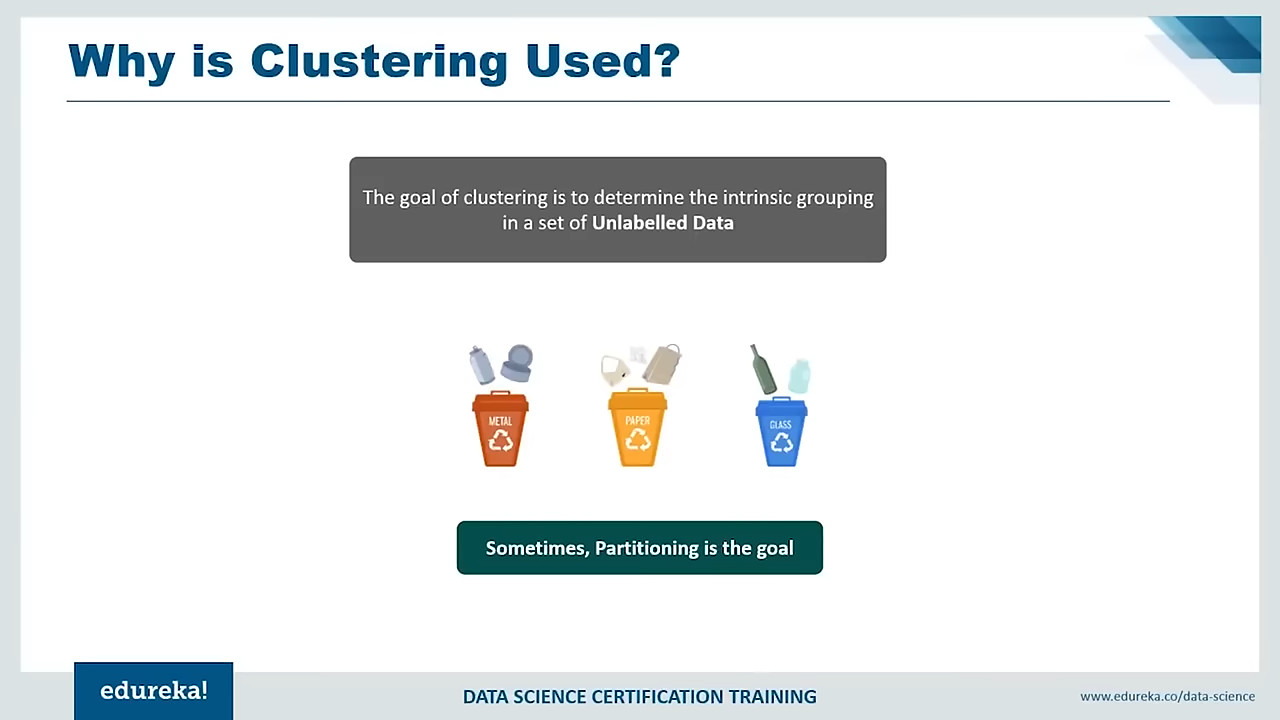 Why is Clustering Used?
The goal of clustering is to determine the intrinsic grouping
in a set of Unlabelled Data
METAL
PAPER
GLASS
Sometimes, Partitioning is the goal
edureka!
DATA SCIENCE CERTIFICATION TRAINING
www.edureka.co/data-science